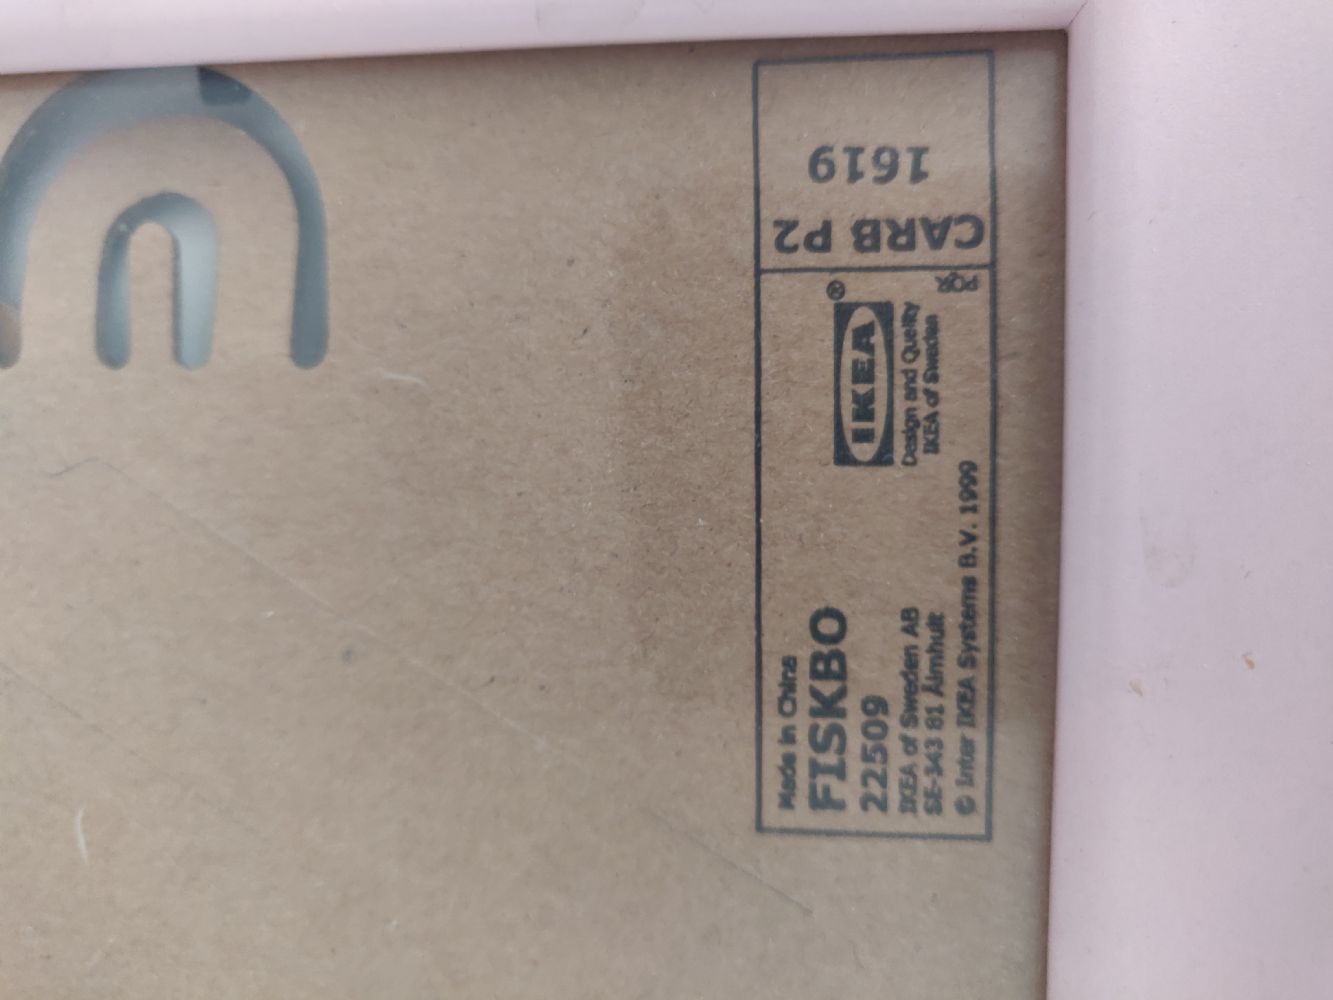 Made in China
FISKBO
22509
IKEA of Sweden AB
SE-343 81 Älmhult
© Inter IKEA Systems B.V. 1999
IKEA®
Design and Quality
IKEA of Sweden
CARB P2
1619